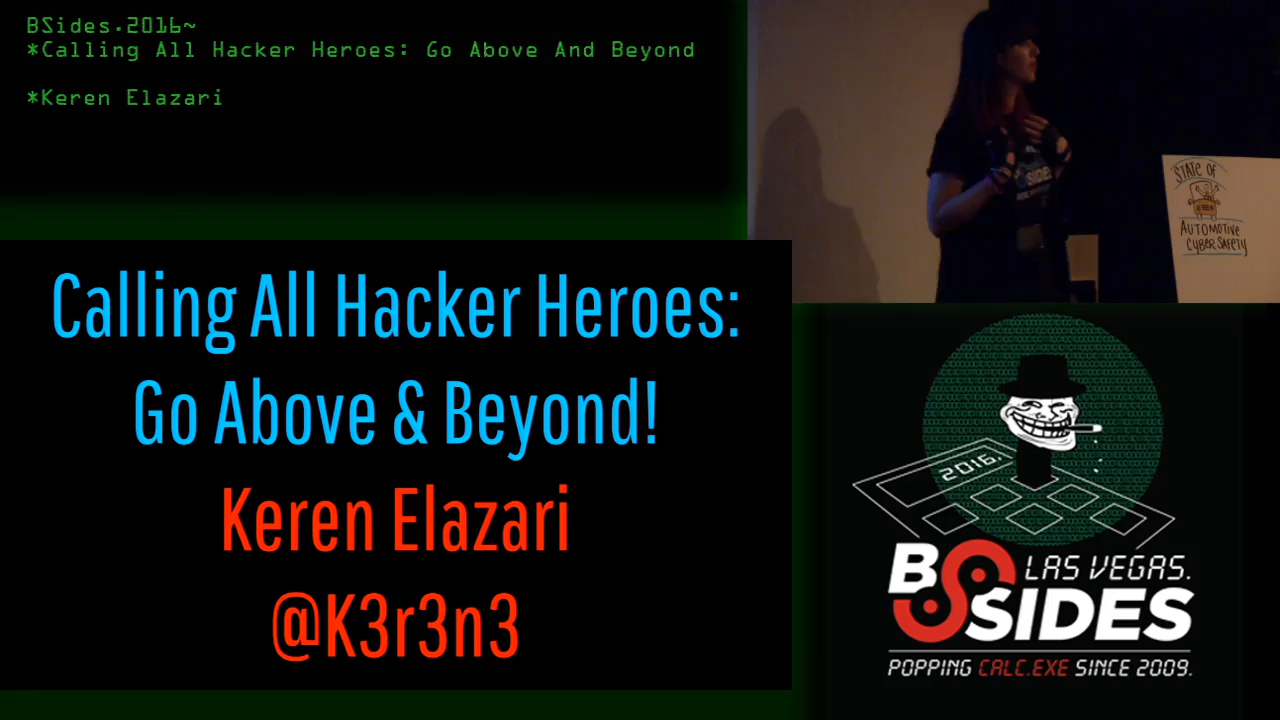 BSides.2016~
*Calling All Hacker Heroes: Go Above And Beyond
*Keren Elazari
Calling All Hacker Heroes:
Go Above & Beyond!
Keren Elazari
@K3r3n3
SIDES
STATE OF
AUTOMOTIVE
CYBER SAFETY
2016.
BSIDES
LAS VEGAS.
POPPING CALC.EXE SINCE 2009.